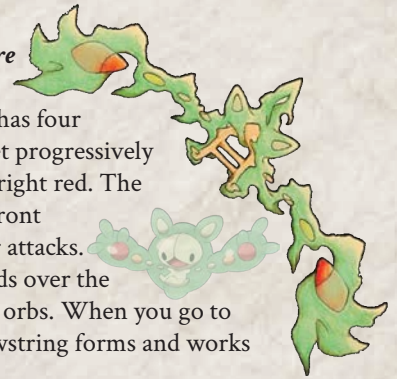 re
has four
t progressively
right red. The
ront
attacks.
ds over the
orbs. When you go to
wstring forms and works